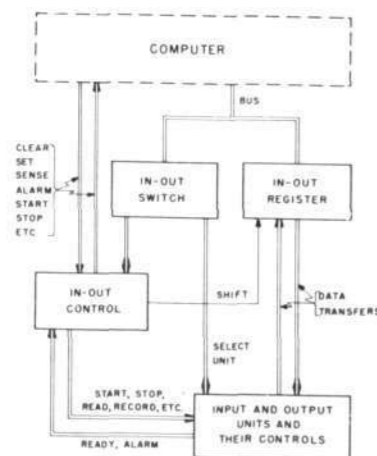 COMPUTER
BUS
CLEAR
SET
SENSE
ALARM
START
STOP
ETC
IN-OUT
SWITCH
IN-OUT
REGISTER
IN-OUT
CONTROL
SHIFT
DATA
TRANSFERS
SELECT
UNIT
START, STOP,
READ, RECORD, ETC.
READY, ALARM
INPUT AND OUTPUT
UNITS AND
THEIR CONTROLS